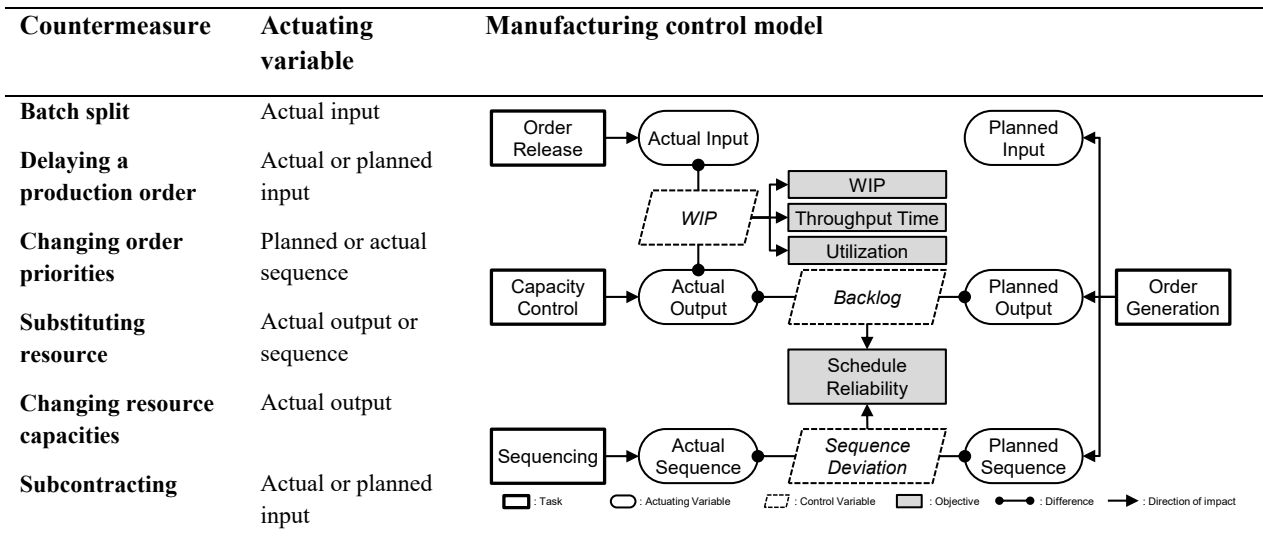 Countermeasure
Actuating
variable
Manufacturing control model
Batch split
Actual input
Delaying a
production order
Actual or planned
input
Changing order
priorities
Planned or actual
sequence
Substituting
resource
Actual output or
sequence
Changing resource
capacities
Actual output
Subcontracting
Actual or planned
input
Order
Release
Actual Input
Planned
Input
WIP
WIP
Throughput Time
Utilization
Capacity
Control
Actual
Output
Backlog
Planned
Output
Order
Generation
Schedule
Reliability
Sequencing
Actual
Sequence
Sequence
Deviation
Planned
Sequence
: Task
: Actuating Variable
: Control Variable
: Objective
: Difference
: Direction of impact